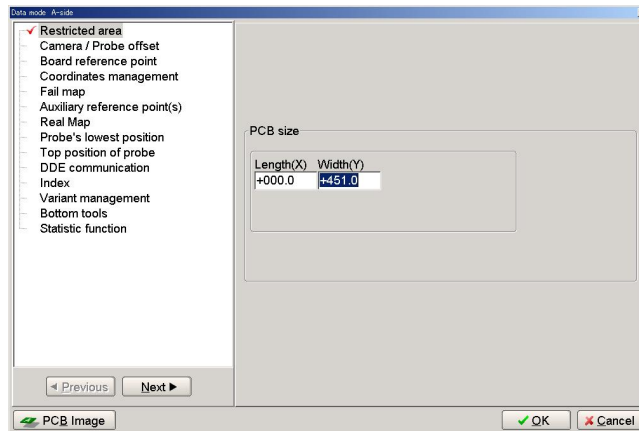 Data mode A-side
Restricted area
Camera / Probe offset
Board reference point
Coordinates management
Fail map
Auxiliary reference point(s)
Real Map
Probe's lowest position
Top position of probe
DDE communication
Index
Variant management
Bottom tools
Statistic function
Previous Next
PCB size
Length(X) Width(Y)
+000.0 +451.0
PCB Image
OK Cancel